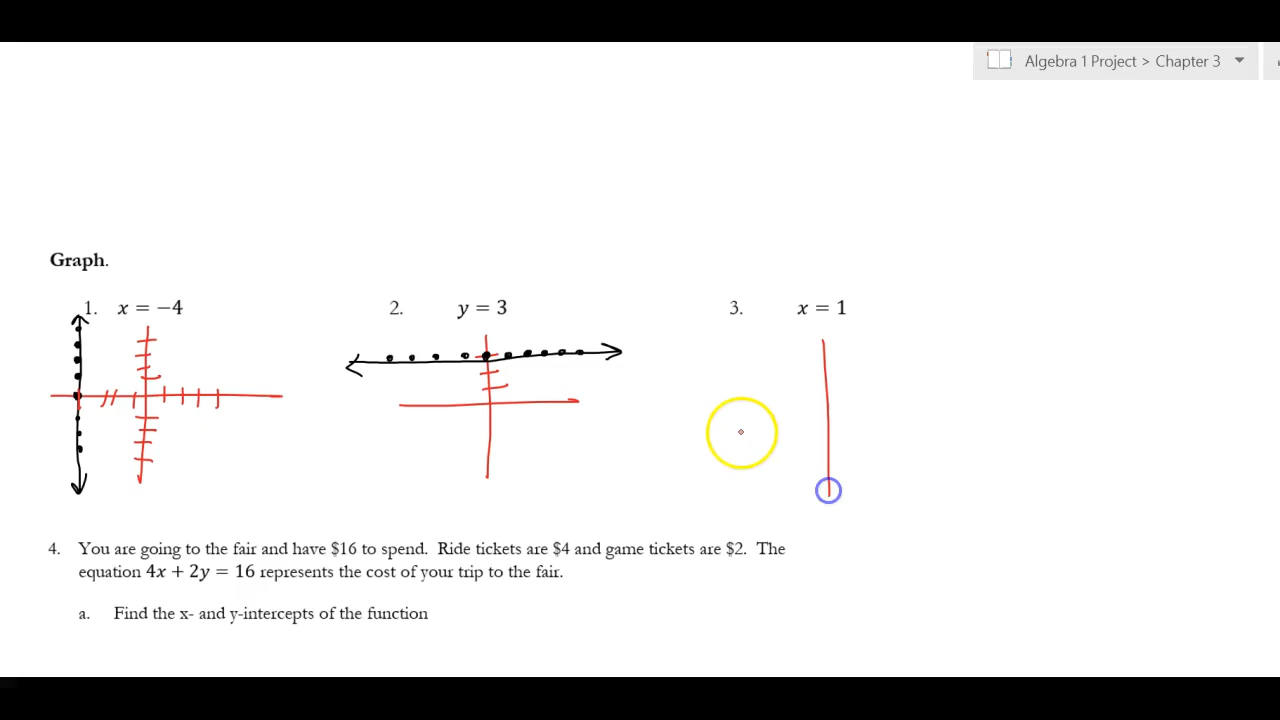 Algebra 1 Project > Chapter 3
Graph.
1. x = −4
2. y = 3
3. x = 1
4. You are going to the fair and have $16 to spend. Ride tickets are $4 and game tickets are $2. The
equation 4x + 2y = 16 represents the cost of your trip to the fair.
a. Find the x- and y-intercepts of the function